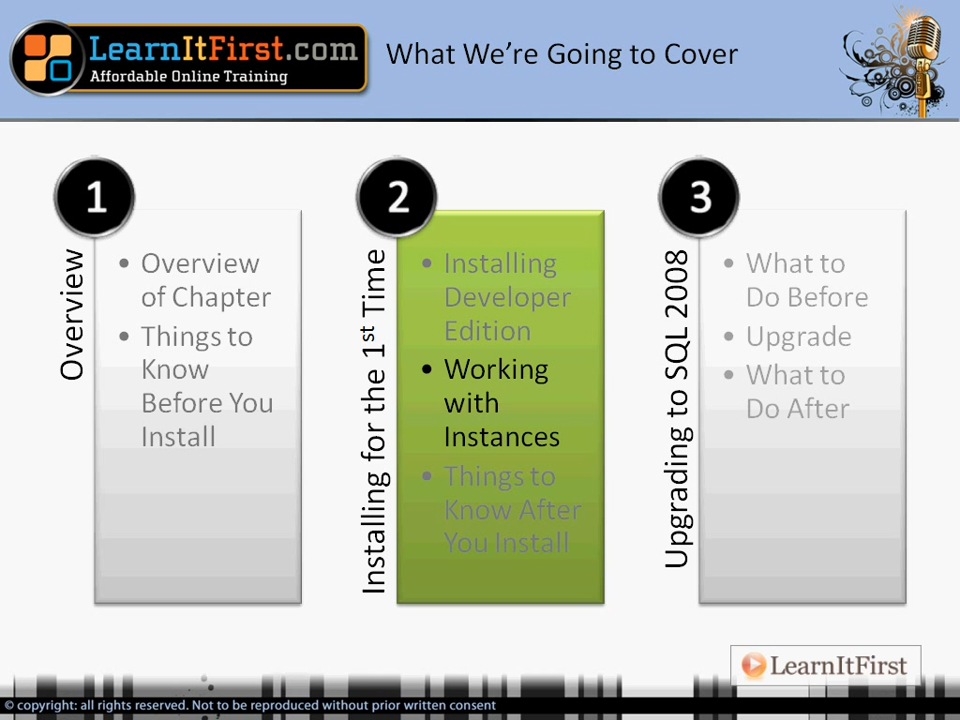 LearnItFirst.com
Affordable Online Training
What We're Going to Cover
1
Overview
• Overview
of Chapter
• Things to
Know
Before You
Install
2
Installing for the 1st Time
• Installing
Developer
Edition
• Working
with
Instances
• Things to
Know After
You Install
3
Upgrading to SQL 2008
• What to
Do Before
• Upgrade
• What to
Do After
LearnItFirst
© copyright: all rights reserved. Not to be reproduced without prior written consent